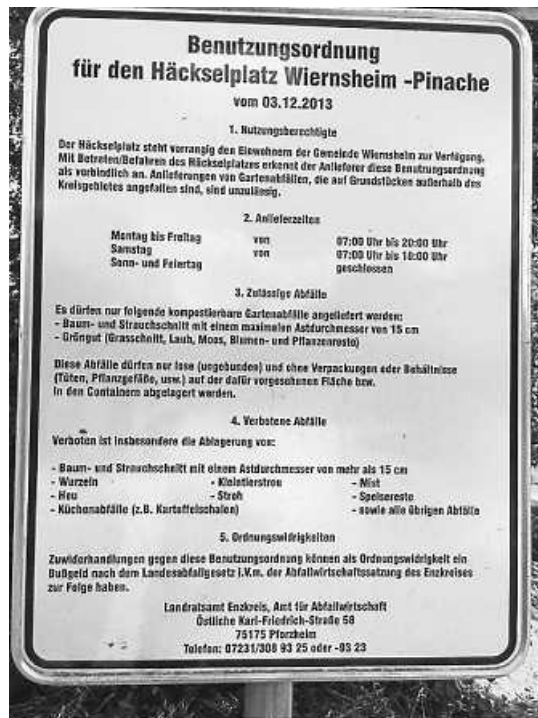 Benutzungsordnung
für den Häckselplatz Wiernsheim -Pinache
vom 03.12.2013
1. Nutzungsberechtigte
Der Häckselplatz steht vorrangig den Einwohnern der Gemeinde Wiernsheim zur Verfügung.
Mit Betreten/Befahren des Häckselplatzes erkennt der Anlieferer diese Benutzungsordnung
als verbindlich an. Anlieferungen von Gartenabfällen, die auf Grundstücken außerhalb des
Kreisgebietes angefallen sind, sind unzulässig.
2. Anlieferzeiten
Montag bis Freitag von 07:00 Uhr bis 20:00 Uhr
Samstag von 07:00 Uhr bis 18:00 Uhr
Sonn- und Feiertag geschlossen
3. Zulässige Abfälle
Es dürfen nur folgende kompostierbare Gartenabfälle angeliefert werden:
- Baum- und Strauchschnitt mit einem maximalen Astdurchmesser von 15 cm
- Grüngut (Grasschnitt, Laub, Moos, Blumen- und Pflanzenreste)
Diese Abfälle dürfen nur lose (ungebunden) und ohne Verpackungen oder Behältnisse
(Tüten, Pflanzgefäße, usw.) auf der dafür vorgesehenen Fläche bzw.
in den Containern abgelagert werden.
4. Verbotene Abfälle
Verboten ist insbesondere die Ablagerung von:
- Baum- und Strauchschnitt mit einem Astdurchmesser von mehr als 15 cm
- Wurzeln - Kleintierstreu - Mist
- Heu - Stroh - Speisereste
- Küchenabfälle (z.B. Kartoffelschalen) - sowie alle übrigen Abfälle
5. Ordnungswidrigkeiten
Zuwiderhandlungen gegen diese Benutzungsordnung können als Ordnungswidrigkeit ein
Bußgeld nach dem Landesabfallgesetz i.V.m. der Abfallwirtschaftssatzung des Enzkreises
zur Folge haben.
Landratsamt Enzkreis, Amt für Abfallwirtschaft
Östliche Karl-Friedrich-Straße 58
75175 Pforzheim
Telefon: 07231/308 93 25 oder -93 23